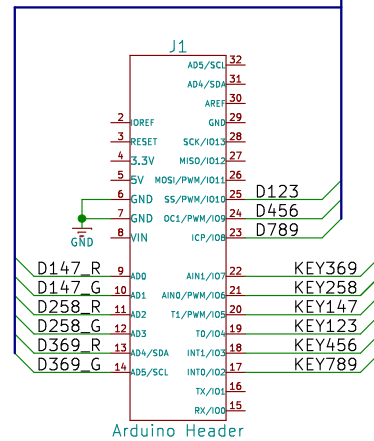 J1
AD5/SCL 32
AD4/SDA 31
AREF 30
2 IOREF GND 29
3 RESET SCK/IO13 28
4 3.3V MISO/IO12 27
5 5V MOSI/PWM/IO11 26
6 GND SS/PWM/IO10 25 D123
7 GND OC1/PWM/IO9 24 D456
GND 8 VIN ICP/IO8 23 D789
D147_R 9 AD0 AIN1/IO7 22 KEY369
D147_G 10 AD1 AIN0/PWM/IO6 21 KEY258
D258_R 11 AD2 T1/PWM/IO5 20 KEY147
D258_G 12 AD3 T0/IO4 19 KEY123
D369_R 13 AD4/SDA INT1/IO3 18 KEY456
D369_G 14 AD5/SCL INT0/IO2 17 KEY789
TX/IO1 16
RX/IO0 15
Arduino Header